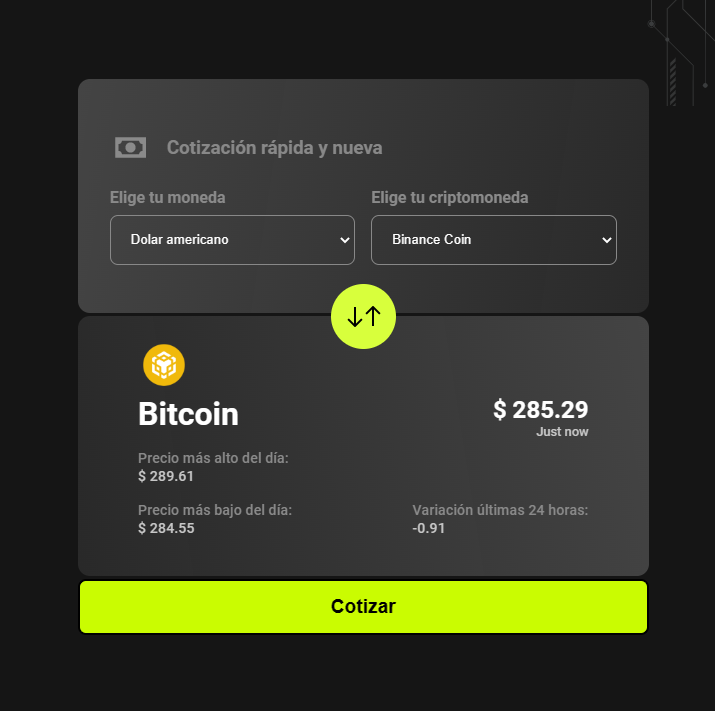 Cotización rápida y nueva
Elige tu moneda
Elige tu criptomoneda
Dolar americano
Binance Coin
Bitcoin
$ 285.29
Just now
Precio más alto del día:
$ 289.61
Precio más bajo del día:
$ 284.55
Variación últimas 24 horas:
-0.91
Cotizar